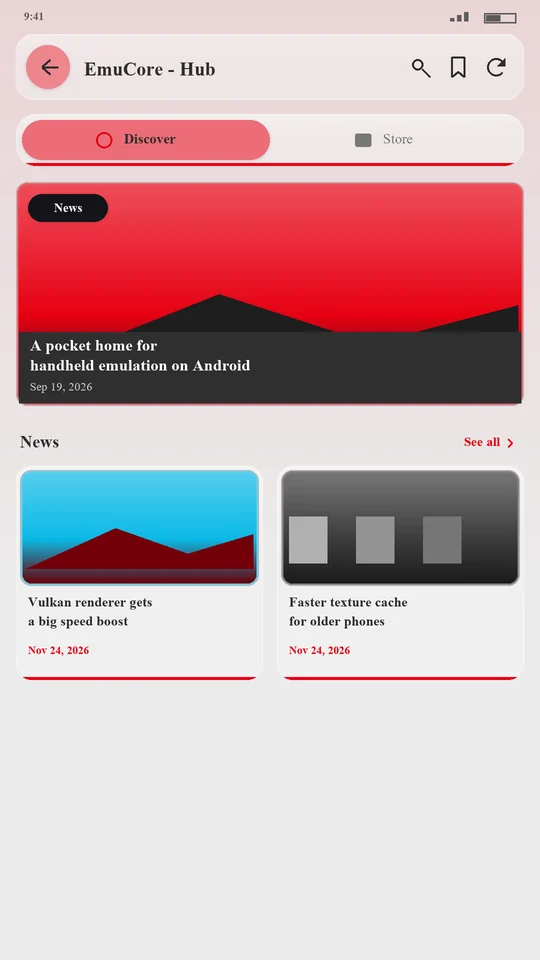 9:41
EmuCore - Hub
Discover
Store
News
A pocket home for
handheld emulation on Android
Sep 19, 2026
News
See all
Vulkan renderer gets
a big speed boost
Nov 24, 2026
Faster texture cache
for older phones
Nov 24, 2026